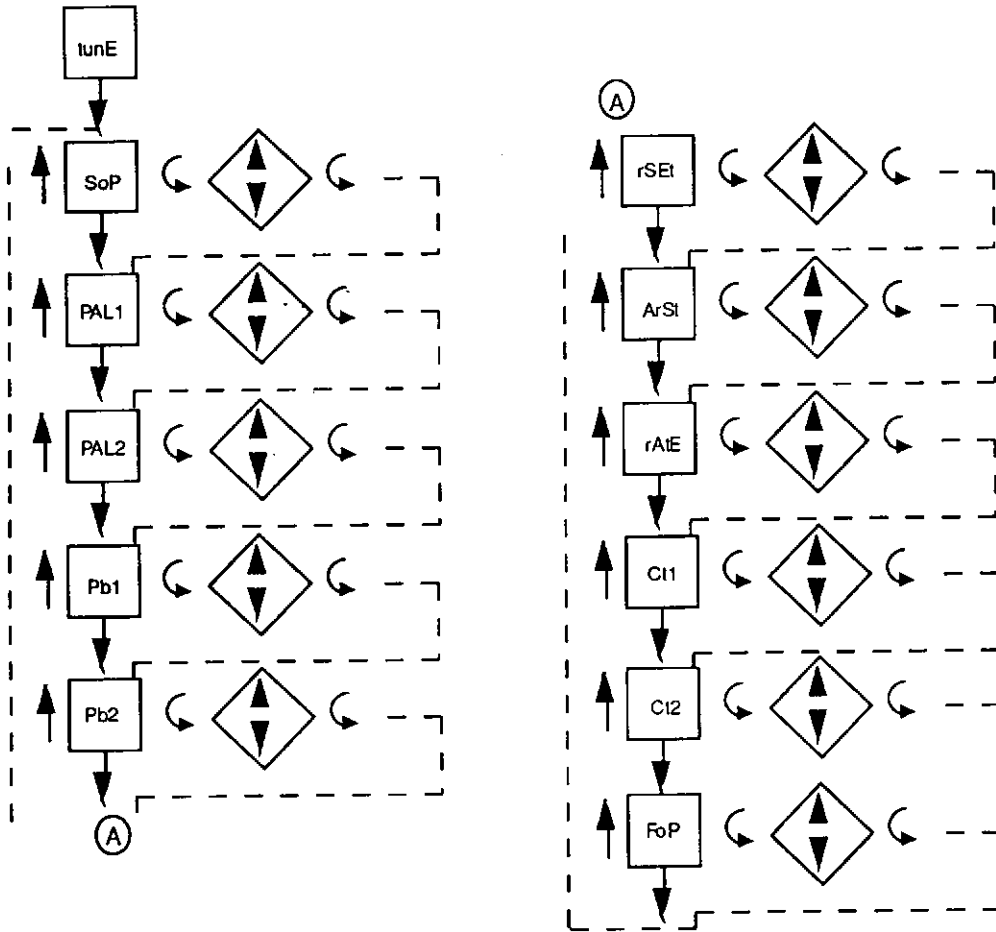 tunE
SoP
PAL1
PAL2
Pb1
Pb2
A
A
rSEt
ArSt
rAtE
Ct1
Ct2
FoP